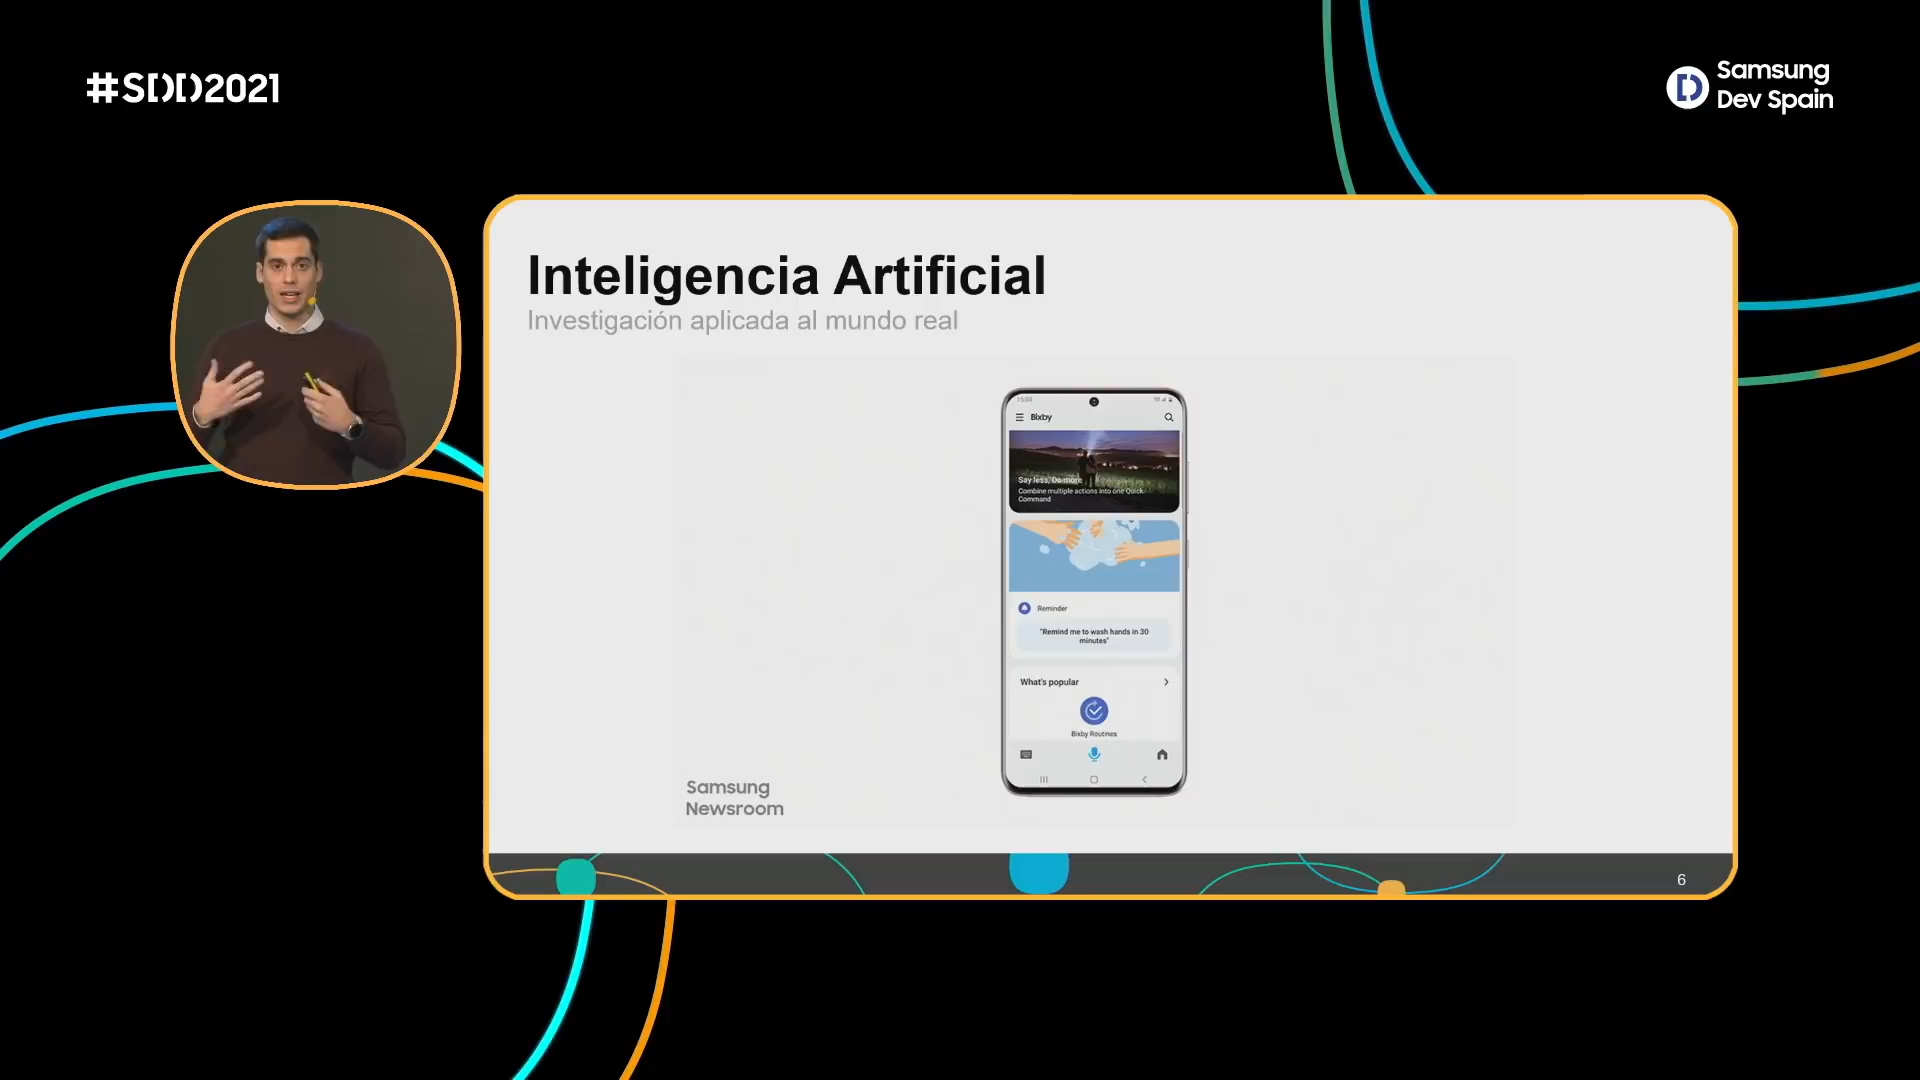 #SDD2021
Samsung
Dev Spain
Inteligencia Artificial
Investigación aplicada al mundo real
15:03
Bixby
Say less, Do more
Combine multiple actions into one Quick
Command
Reminder
"Remind me to wash hands in 30
minutes"
What's popular
Bixby Routines
Samsung
Newsroom
6